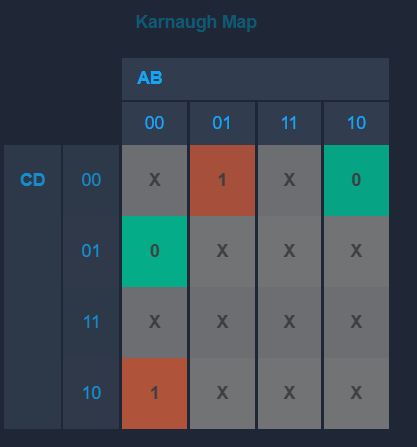 Karnaugh Map
AB
00 01 11 10
CD 00 X 1 X 0
01 0 X X X
11 X X X X
10 1 X X X